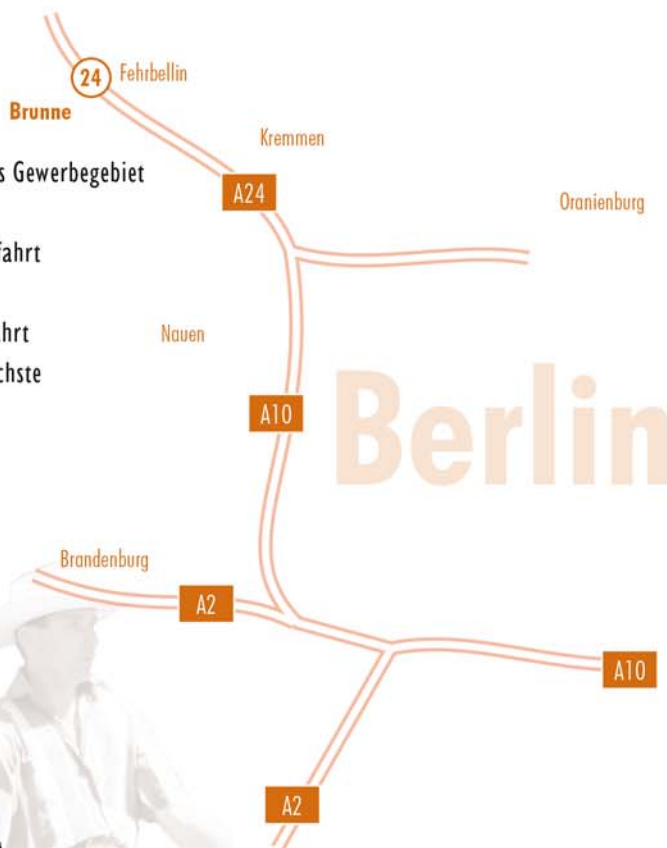 24
Fehrbellin
Brunne
Kremmen
s Gewerbegebiet
A24
Oranienburg
fahrt
hrt
Nauen
chste
A10
Berlin
Brandenburg
A2
A10
A2